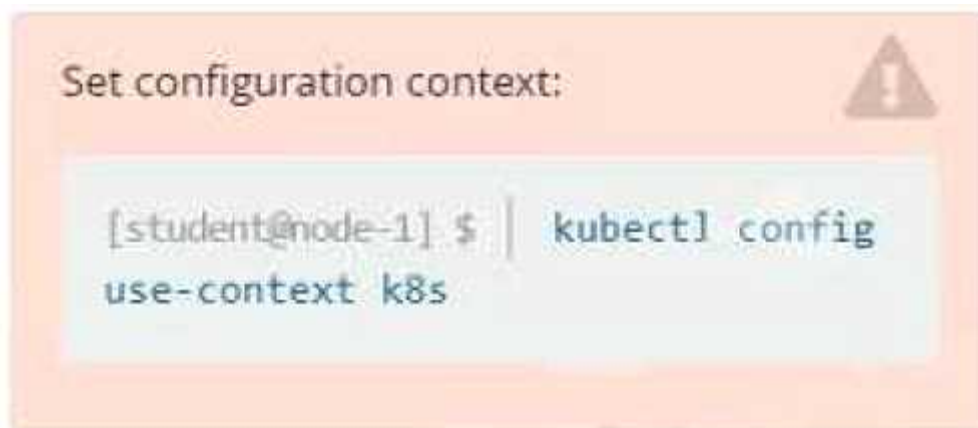 Set configuration context:
[student@node-1] $ | kubectl config
use-context k8s